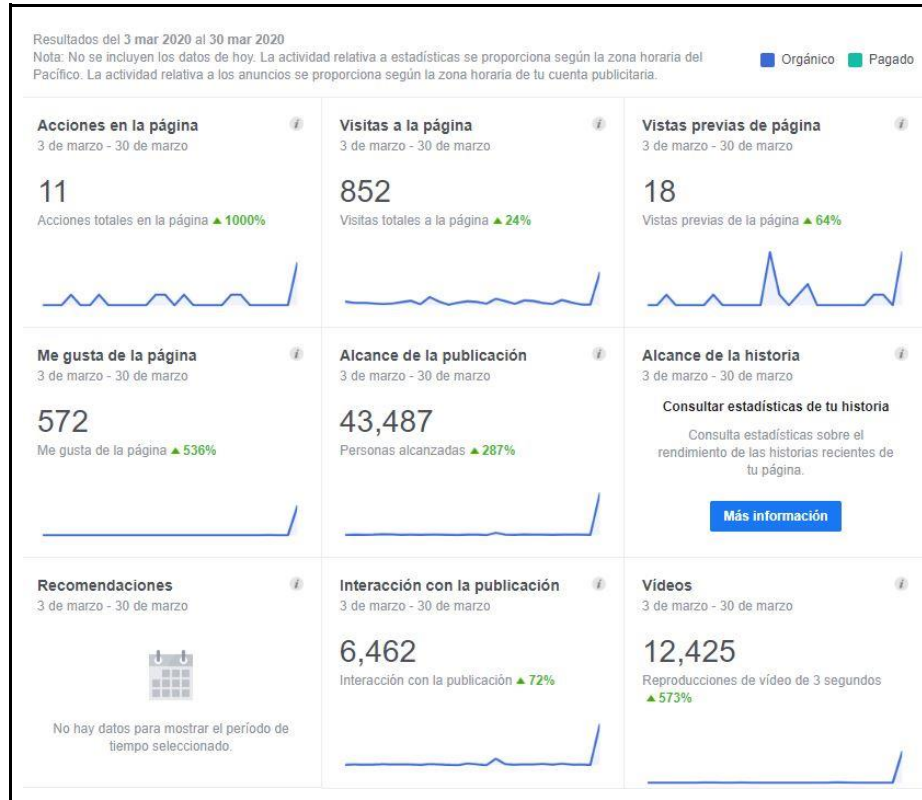 Resultados del 3 mar 2020 al 30 mar 2020
Nota: No se incluyen los datos de hoy. La actividad relativa a estadísticas se proporciona según la zona horaria del
Pacífico. La actividad relativa a los anuncios se proporciona según la zona horaria de tu cuenta publicitaria.
Orgánico Pagado
Acciones en la página
3 de marzo - 30 de marzo
11
Acciones totales en la página ▲ 1000%
Visitas a la página
3 de marzo - 30 de marzo
852
Visitas totales a la página ▲ 24%
Vistas previas de página
3 de marzo - 30 de marzo
18
Vistas previas de la página ▲ 64%
Me gusta de la página
3 de marzo - 30 de marzo
572
Me gusta de la página ▲ 536%
Alcance de la publicación
3 de marzo - 30 de marzo
43,487
Personas alcanzadas ▲ 287%
Alcance de la historia
3 de marzo - 30 de marzo
Consultar estadísticas de tu historia
Consulta estadísticas sobre el
rendimiento de las historias recientes de
tu página.
Más información
Recomendaciones
3 de marzo - 30 de marzo
No hay datos para mostrar el período de
tiempo seleccionado.
Interacción con la publicación
3 de marzo - 30 de marzo
6,462
Interacción con la publicación ▲ 72%
Vídeos
3 de marzo - 30 de marzo
12,425
Reproducciones de vídeo de 3 segundos
▲ 573%